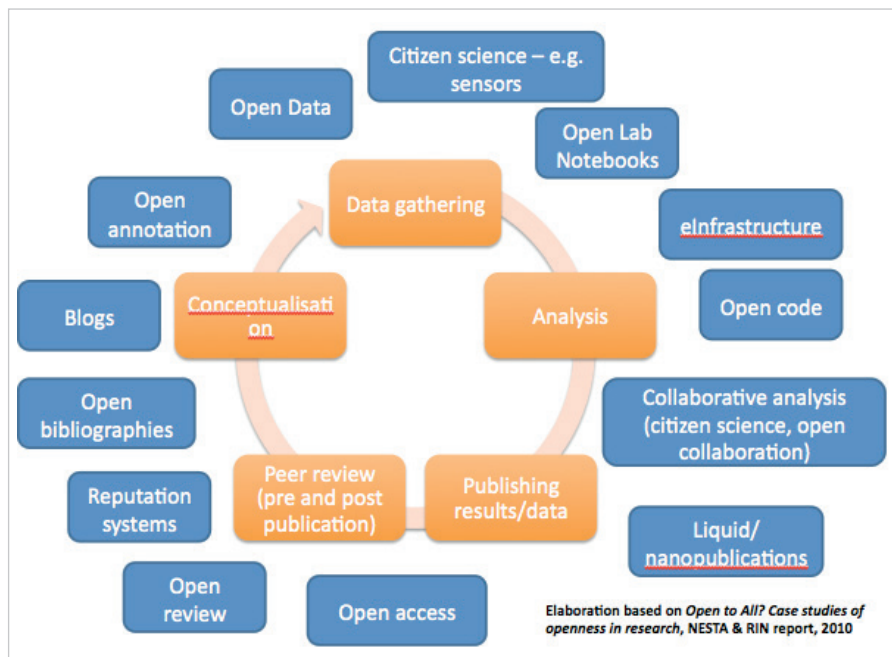 Citizen science – e.g.
sensors
Open Data
Open Lab
Notebooks
Data gathering
Open
annotation
eInfrastructure
Conceptualisati
on
Analysis
Blogs
Open code
Open
bibliographies
Collaborative analysis
(citizen science, open
collaboration)
Peer review
(pre and post
publication)
Publishing
results/data
Reputation
systems
Liquid/
nanopublications
Open
review
Open access
Elaboration based on Open to All? Case studies of
openness in research, NESTA & RIN report, 2010